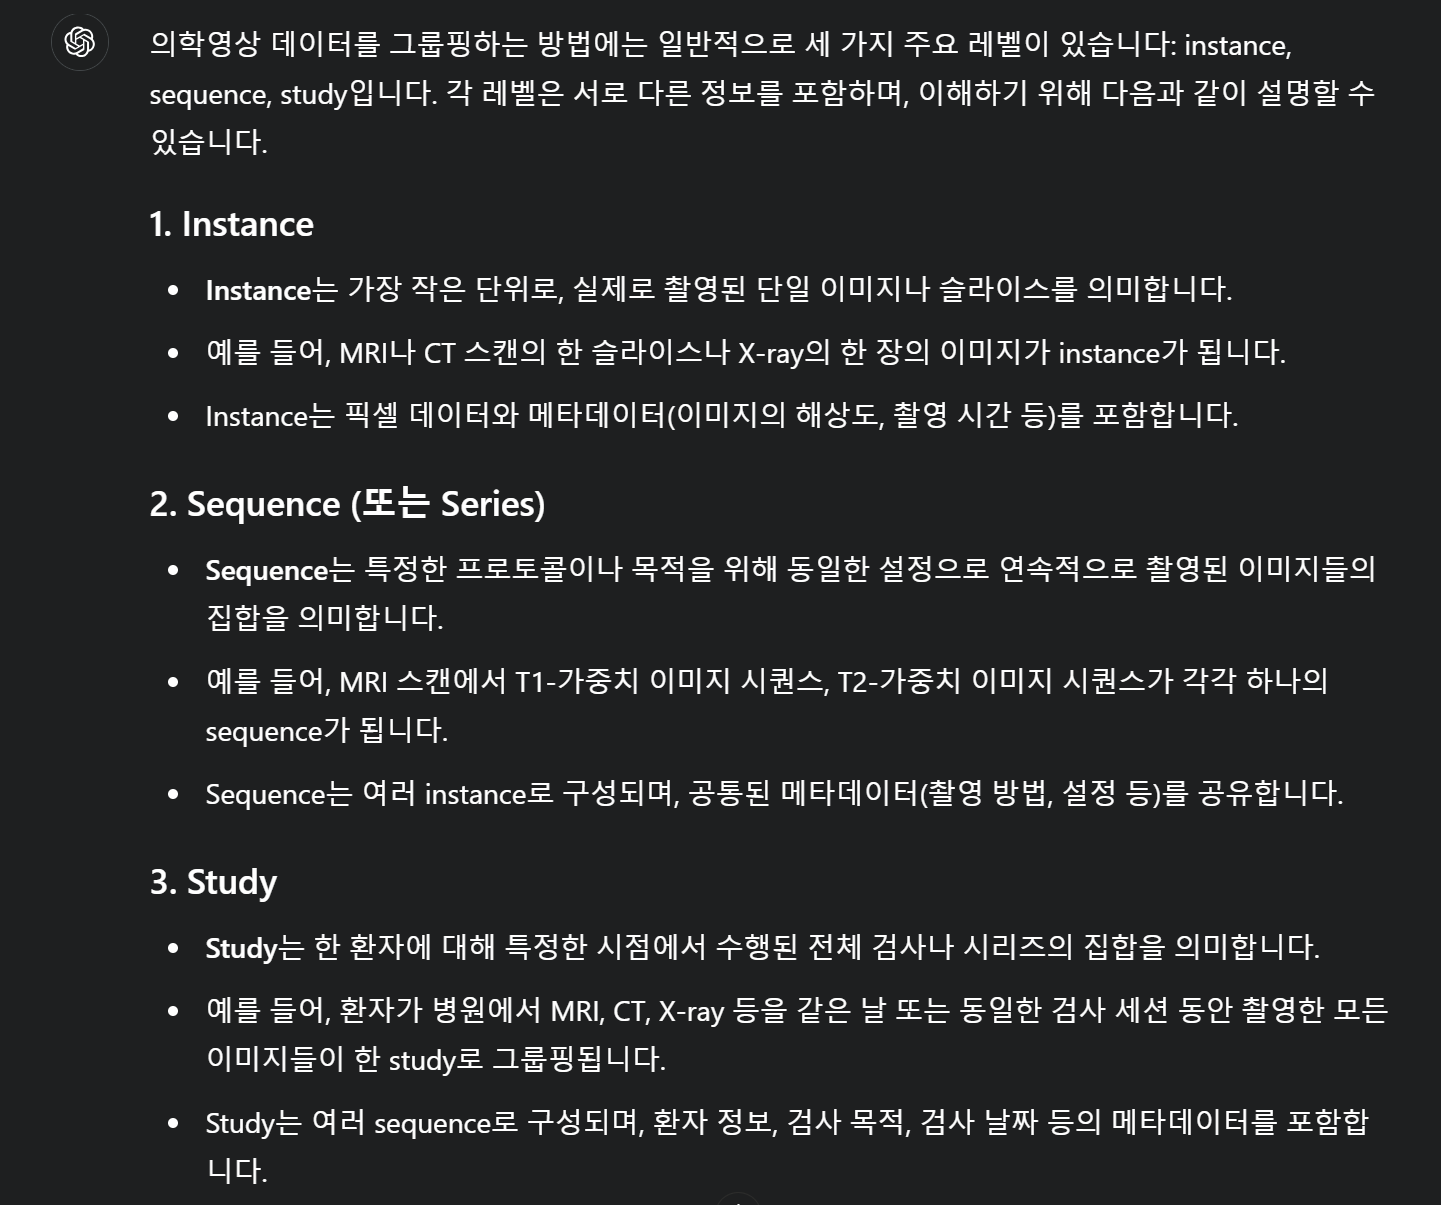 의학영상 데이터를 그룹핑하는 방법에는 일반적으로 세 가지 주요 레벨이 있습니다: instance,
sequence, study입니다. 각 레벨은 서로 다른 정보를 포함하며, 이해하기 위해 다음과 같이 설명할 수
있습니다.
1. Instance
• Instance는 가장 작은 단위로, 실제로 촬영된 단일 이미지나 슬라이스를 의미합니다.
• 예를 들어, MRI나 CT 스캔의 한 슬라이스나 X-ray의 한 장의 이미지가 instance가 됩니다.
• Instance는 픽셀 데이터와 메타데이터(이미지의 해상도, 촬영 시간 등)를 포함합니다.
2. Sequence (또는 Series)
• Sequence는 특정한 프로토콜이나 목적을 위해 동일한 설정으로 연속적으로 촬영된 이미지들의
집합을 의미합니다.
• 예를 들어, MRI 스캔에서 T1-가중치 이미지 시퀀스, T2-가중치 이미지 시퀀스가 각각 하나의
sequence가 됩니다.
• Sequence는 여러 instance로 구성되며, 공통된 메타데이터(촬영 방법, 설정 등)를 공유합니다.
3. Study
• Study는 한 환자에 대해 특정한 시점에서 수행된 전체 검사나 시리즈의 집합을 의미합니다.
• 예를 들어, 환자가 병원에서 MRI, CT, X-ray 등을 같은 날 또는 동일한 검사 세션 동안 촬영한 모든
이미지들이 한 study로 그룹핑됩니다.
• Study는 여러 sequence로 구성되며, 환자 정보, 검사 목적, 검사 날짜 등의 메타데이터를 포함합
니다.